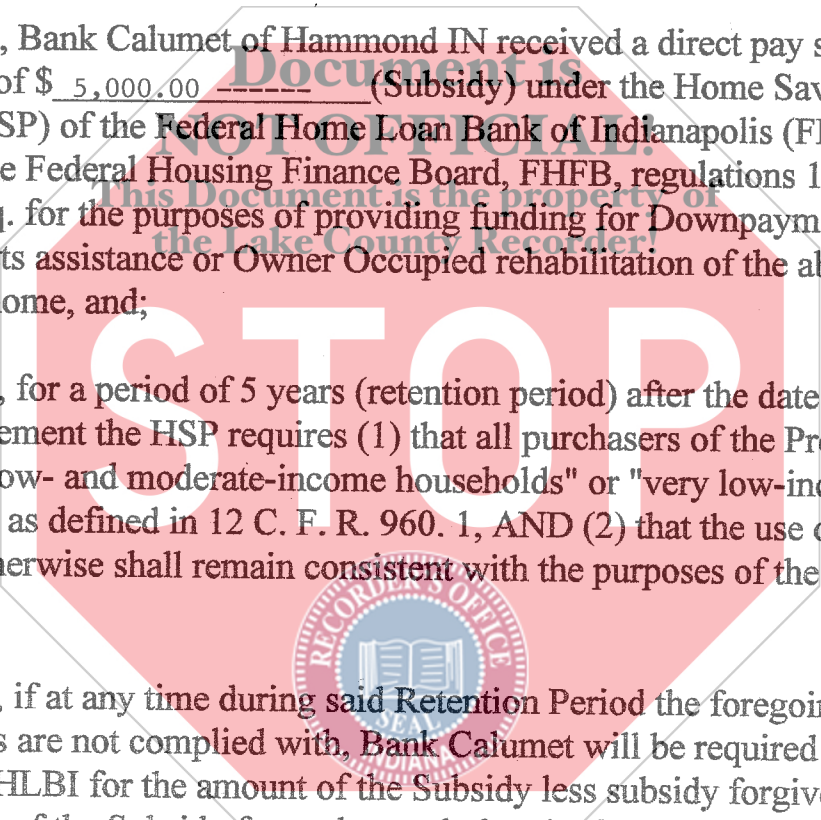 , Bank Calumet of Hammond IN received a direct pay s
of $ 5,000.00 ------ (Subsidy) under the Home Sav
SP) of the Federal Home Loan Bank of Indianapolis (FI
e Federal Housing Finance Board, FHFB, regulations 1
q. for the purposes of providing funding for Downpaym
ts assistance or Owner Occupied rehabilitation of the al
ome, and;
, for a period of 5 years (retention period) after the date
ement the HSP requires (1) that all purchasers of the Pr
ow- and moderate-income households" or "very low-in
as defined in 12 C. F. R. 960. 1, AND (2) that the use
herwise shall remain consistent with the purposes of the
, if at any time during said Retention Period the foregoi
s are not complied with, Bank Calumet will be required
HLBI for the amount of the Subsidy less subsidy forgiv
Document is
NOT OFFICIAL!
This Document is the property of
the Lake County Recorder!
STOP
RECORDER'S OFFICE
SEAL
INDIANA